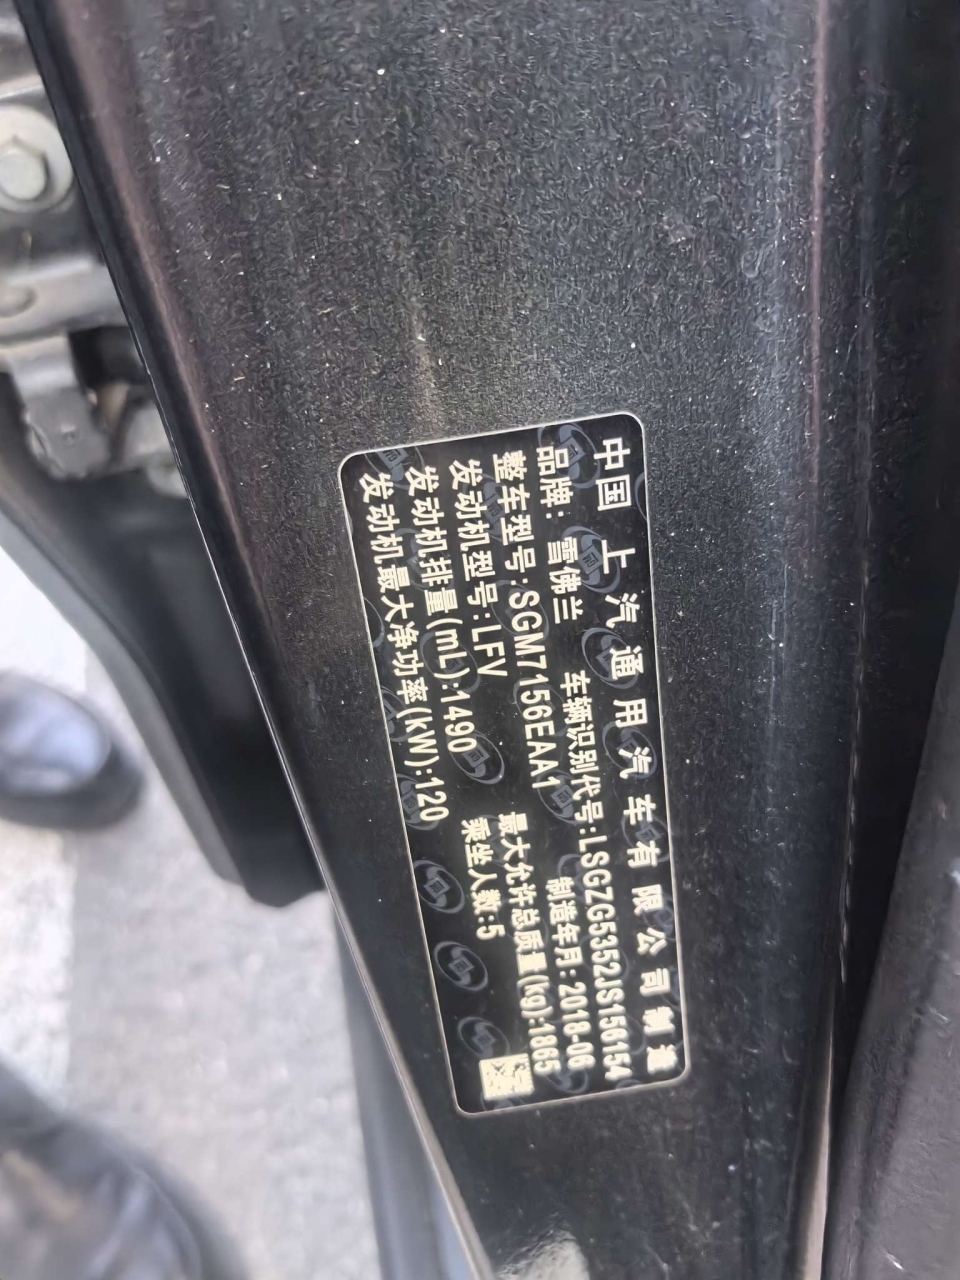 中国 上汽通用汽车有限公司制造
品牌: 雪佛兰 车辆识别代号:LSGZG5352JS156154
整车型号:SGM7156EAA1 制造年月:2018-06
发动机型号:LFV 最大允许总质量(kg):1865
发动机排量(mL):1490 乘坐人数:5
发动机最大净功率(kW):120